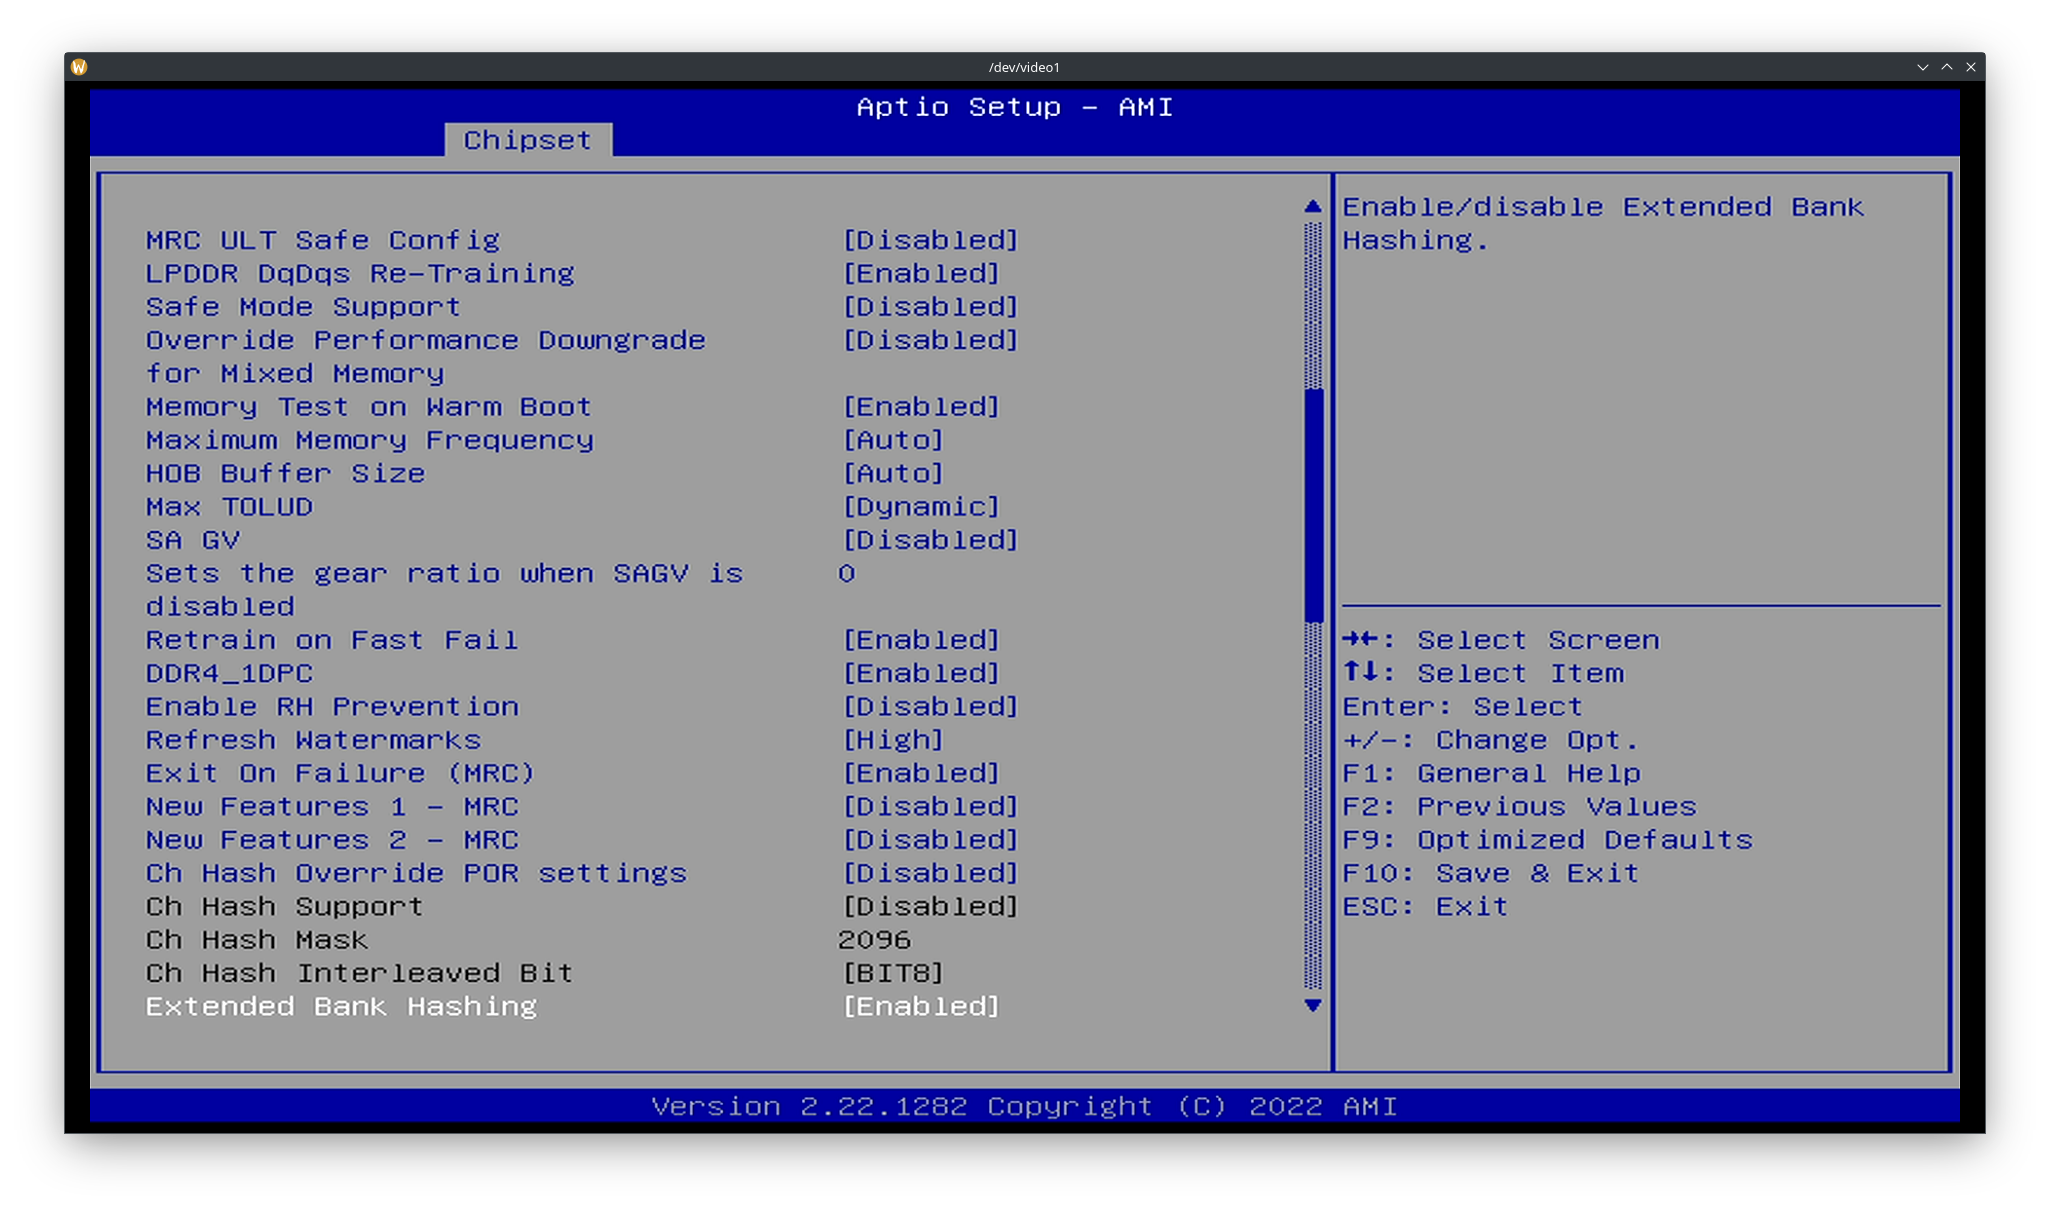 /dev/video1
Aptio Setup – AMI
Chipset
MRC ULT Safe Config [Disabled]
LPDDR DqDqs Re–Training [Enabled]
Safe Mode Support [Disabled]
Override Performance Downgrade [Disabled]
for Mixed Memory
Memory Test on Warm Boot [Enabled]
Maximum Memory Frequency [Auto]
HOB Buffer Size [Auto]
Max TOLUD [Dynamic]
SA GV [Disabled]
Sets the gear ratio when SAGV is 0
disabled
Retrain on Fast Fail [Enabled]
DDR4_1DPC [Enabled]
Enable RH Prevention [Disabled]
Refresh Watermarks [High]
Exit On Failure (MRC) [Enabled]
New Features 1 – MRC [Disabled]
New Features 2 – MRC [Disabled]
Ch Hash Override POR settings [Disabled]
Ch Hash Support [Disabled]
Ch Hash Mask 2096
Ch Hash Interleaved Bit [BIT8]
Extended Bank Hashing [Enabled]
Enable/disable Extended Bank
Hashing.
→←: Select Screen
↑↓: Select Item
Enter: Select
+/–: Change Opt.
F1: General Help
F2: Previous Values
F9: Optimized Defaults
F10: Save & Exit
ESC: Exit
Version 2.22.1282 Copyright (C) 2022 AMI